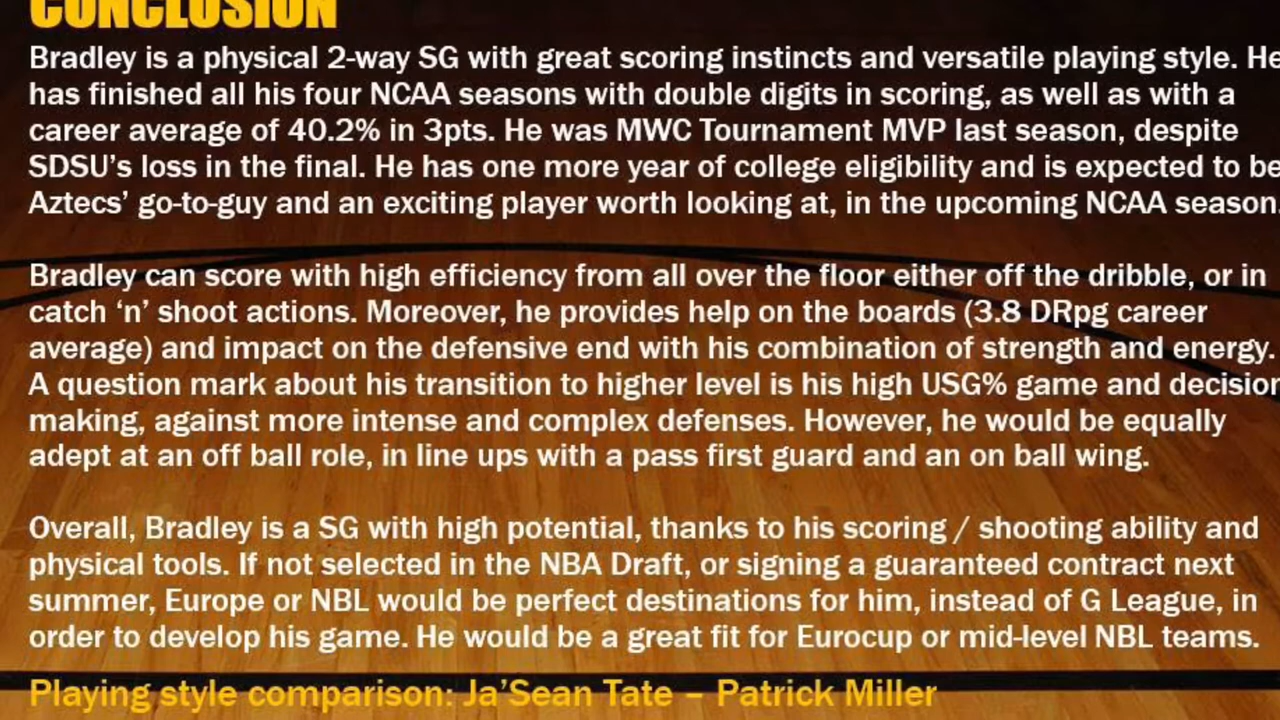 CONCLUSION
Bradley is a physical 2-way SG with great scoring instincts and versatile playing style. He
has finished all his four NCAA seasons with double digits in scoring, as well as with a
career average of 40.2% in 3pts. He was MWC Tournament MVP last season, despite
SDSU's loss in the final. He has one more year of college eligibility and is expected to be
Aztecs' go-to-guy and an exciting player worth looking at, in the upcoming NCAA season.
Bradley can score with high efficiency from all over the floor either off the dribble, or in
catch 'n' shoot actions. Moreover, he provides help on the boards (3.8 DRpg career
average) and impact on the defensive end with his combination of strength and energy.
A question mark about his transition to higher level is his high USG% game and decision
making, against more intense and complex defenses. However, he would be equally
adept at an off ball role, in line ups with a pass first guard and an on ball wing.
Overall, Bradley is a SG with high potential, thanks to his scoring / shooting ability and
physical tools. If not selected in the NBA Draft, or signing a guaranteed contract next
summer, Europe or NBL would be perfect destinations for him, instead of G League, in
order to develop his game. He would be a great fit for Eurocup or mid-level NBL teams.
Playing style comparison: Ja'Sean Tate – Patrick Miller